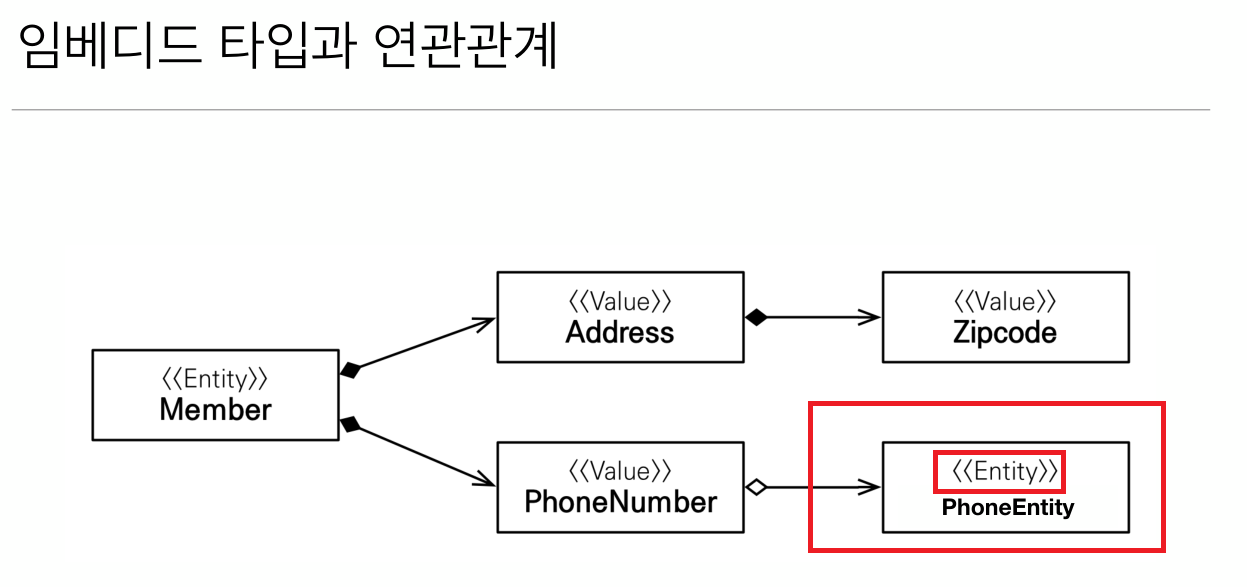 임베디드 타입과 연관관계
<<Value>>
Address
<<Value>>
Zipcode
<<Entity>>
Member
<<Value>>
PhoneNumber
<<Entity>>
PhoneEntity